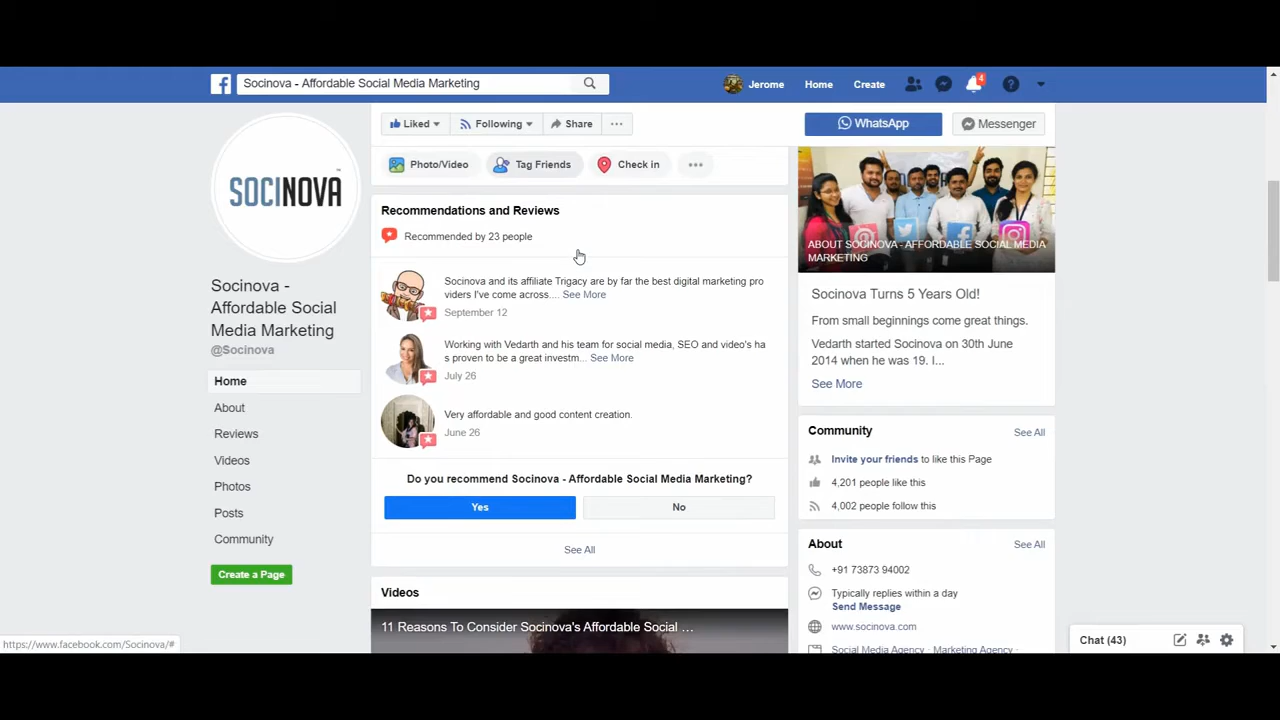 Socinova - Affordable Social Media Marketing
Jerome
Home
Create
4
Liked
Following
Share
WhatsApp
Messenger
SOCINOVA
TM
Socinova -
Affordable Social
Media Marketing
@Socinova
Home
About
Reviews
Videos
Photos
Posts
Community
Create a Page
Photo/Video
Tag Friends
Check in
Recommendations and Reviews
Recommended by 23 people
Socinova and its affiliate Trigacy are by far the best digital marketing pro
viders I've come across.... See More
September 12
Working with Vedarth and his team for social media, SEO and video's ha
s proven to be a great investm... See More
July 26
Very affordable and good content creation.
June 26
Do you recommend Socinova - Affordable Social Media Marketing?
Yes
No
See All
Videos
11 Reasons To Consider Socinova's Affordable Social ...
ABOUT SOCINOVA - AFFORDABLE SOCIAL MEDIA
MARKETING
Socinova Turns 5 Years Old!
From small beginnings come great things.
Vedarth started Socinova on 30th June
2014 when he was 19. I...
See More
Community
See All
Invite your friends to like this Page
4,201 people like this
4,002 people follow this
About
See All
+91 73873 94002
Typically replies within a day
Send Message
www.socinova.com
Social Media Agency · Marketing Agency ·
Chat (43)
https://www.facebook.com/Socinova/#